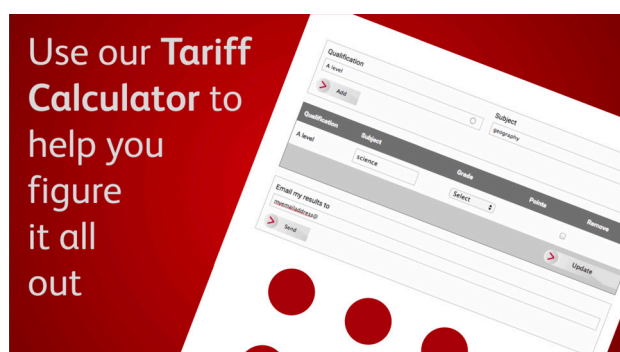 Use our Tariff
Calculator to
help you
figure
it all
out
Qualification
A level
Add
Subject
geography
Qualification Subject Grade Points Remove
A level science Select
Update
Email my results to
myemailaddress@
Send